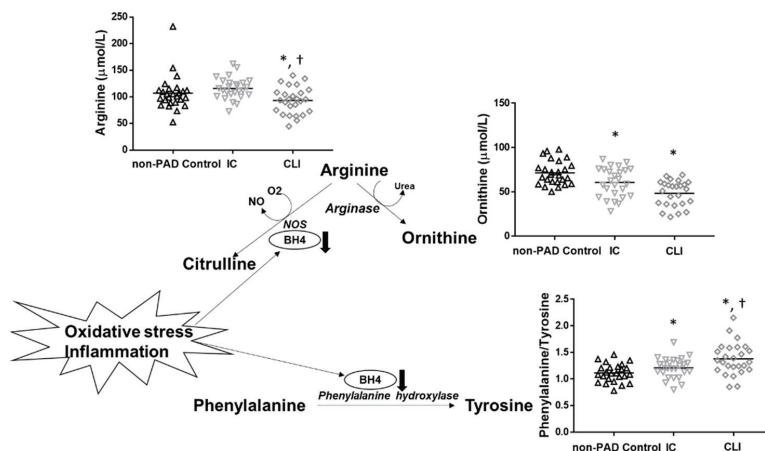 250
200
150
100
50
0
Arginine (μmol/L)
*, †
non-PAD Control IC CLI
Arginine
O2
NO
NOS
BH4
Citrulline
Urea
Arginase
Ornithine
150
100
50
0
Ornithine (μmol/L)
*
*
non-PAD Control IC CLI
Oxidative stress
Inflammation
BH4
Phenylalanine hydroxylase
Phenylalanine
Tyrosine
2.5
2.0
1.5
1.0
0.5
0.0
Phenylalanine/Tyrosine
*
*, †
non-PAD Control IC CLI